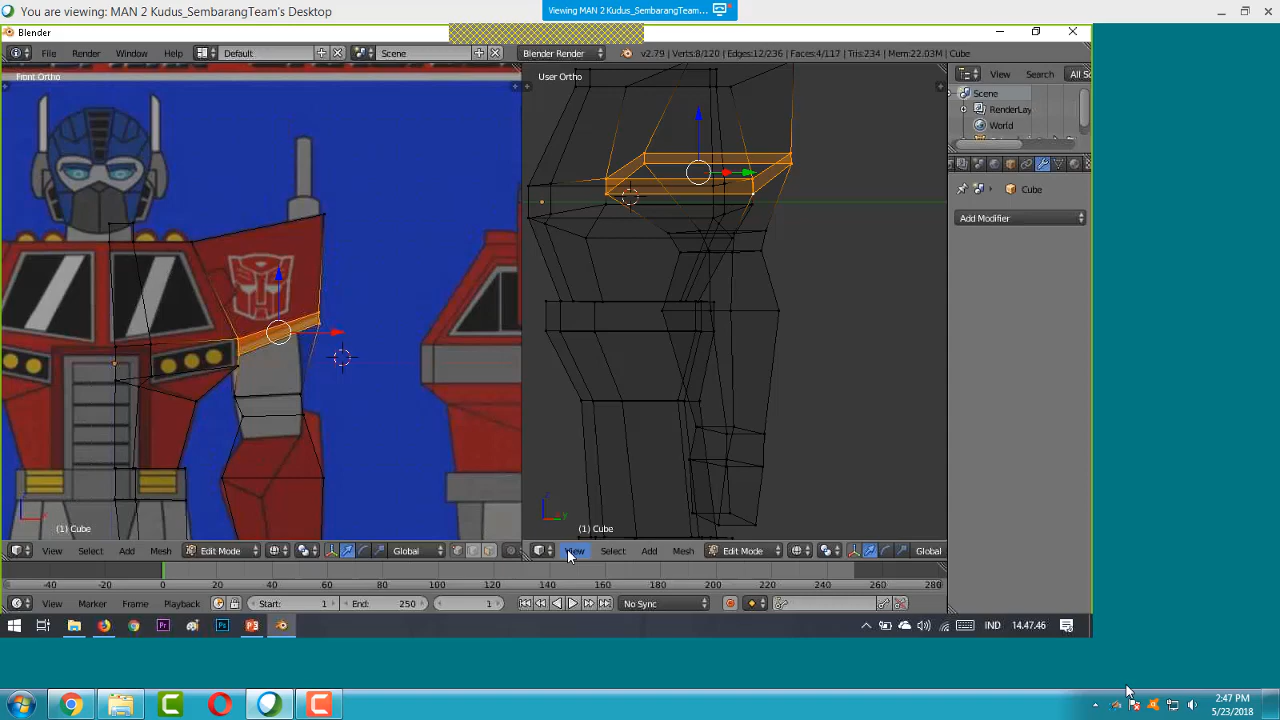 You are viewing: MAN 2 Kudus_SembarangTeam's Desktop
Viewing MAN 2 Kudus_SembarangTeam...
Blender
File Render Window Help Default Scene Blender Render v2.79 | Verts:8/120 | Edges:12/236 | Faces:4/117 | Tris:234 | Mem:22.03M | Cube
View Search All S
Front Ortho
User Ortho
Scene
RenderLay
World
Cube
Add Modifier
(1) Cube
(1) Cube
View Select Add Mesh Edit Mode Global
View Select Add Mesh Edit Mode Global
-40 -20 0 20 40 60 80 100 120 140 160 180 200 220 240 260 280
View Marker Frame Playback Start: 1 End: 250 1 No Sync
IND 14.47.46
2:47 PM
5/23/2018